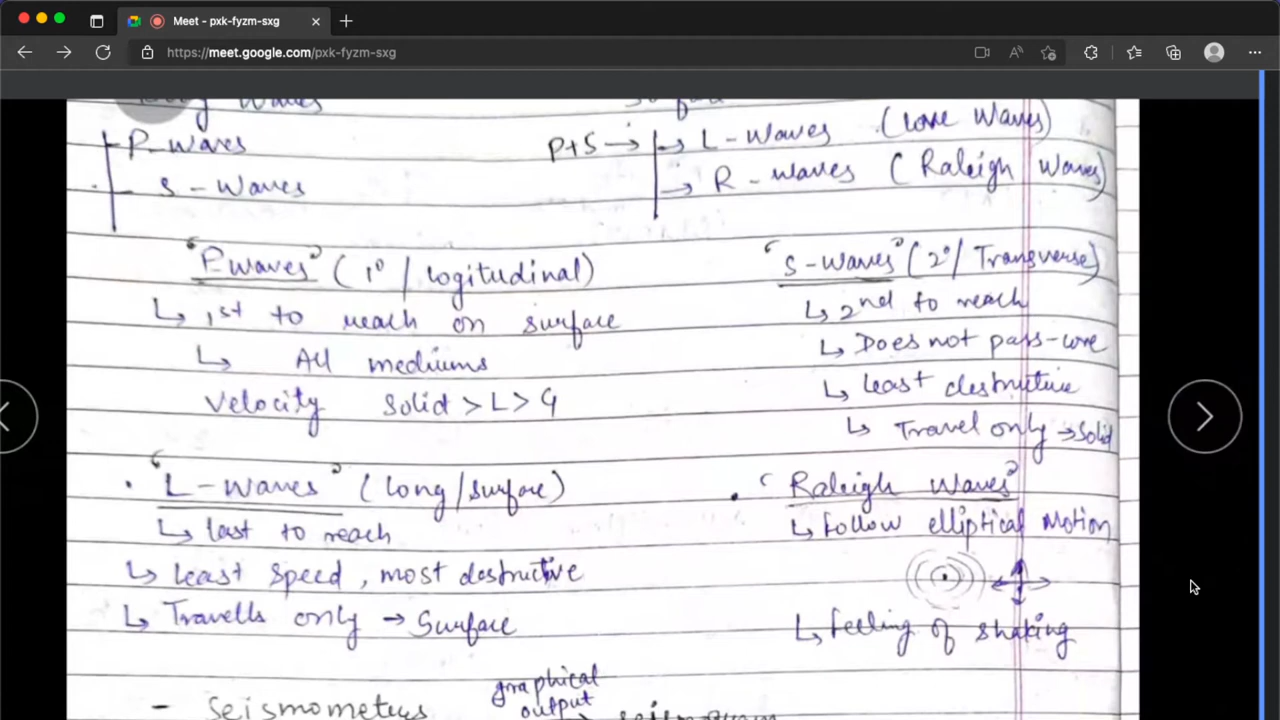 Meet - pxk-fyzm-sxg
https://meet.google.com/pxk-fyzm-sxg
Waves
P-waves
S-waves
P+S → L-Waves (love Waves)
→ R-waves (Raleigh Waves)
"P waves" (1° / logitudinal)
↳ 1st to reach on surface
↳ All mediums
Velocity Solid > L > G
"S-waves" (2°/ Transverse)
↳ 2nd to reach
↳ Does not pass-core
↳ least destructive
↳ Travel only → Solid
• "L-waves" (long/surface)
↳ last to reach
↳ least speed, most destructive
↳ Travells only → Surface
• "Raleigh Waves"
↳ follow elliptical Motion
↳ feeling of shaking
- Seismometers
graphical
output
→ seismogram